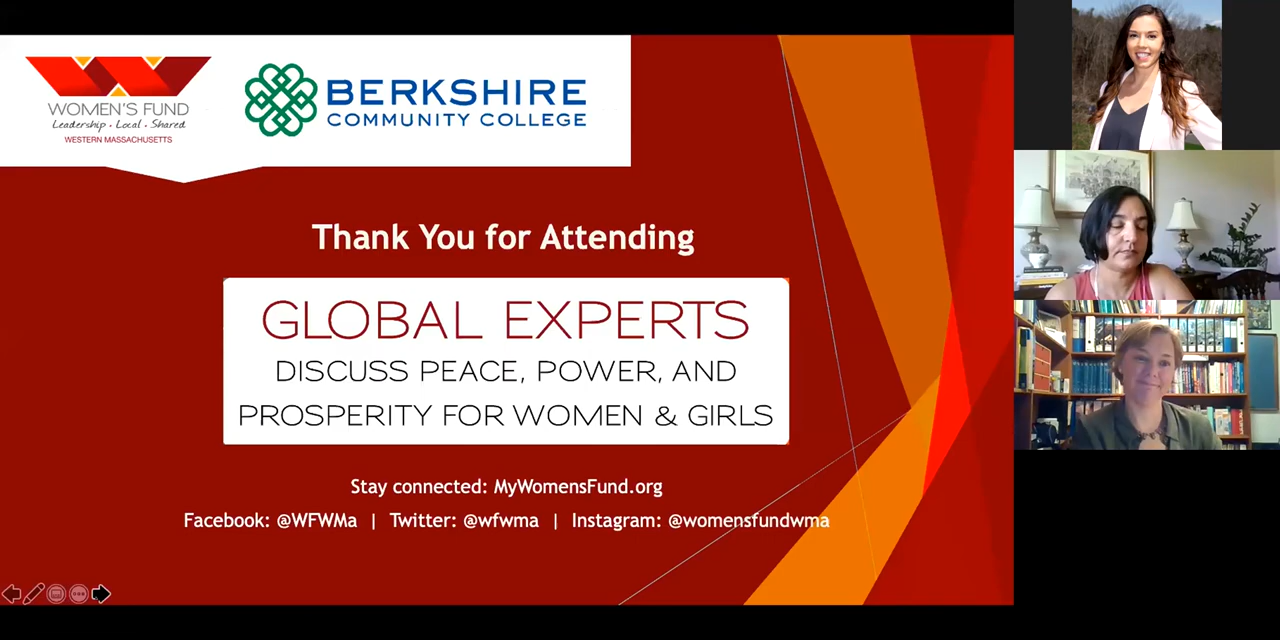 WOMEN'S FUND
Leadership • Local • Shared
WESTERN MASSACHUSETTS
BERKSHIRE
COMMUNITY COLLEGE
Thank You for Attending
GLOBAL EXPERTS
DISCUSS PEACE, POWER, AND
PROSPERITY FOR WOMEN & GIRLS
Stay connected: MyWomensFund.org
Facebook: @WFWMa | Twitter: @wfwma | Instagram: @womensfundwma